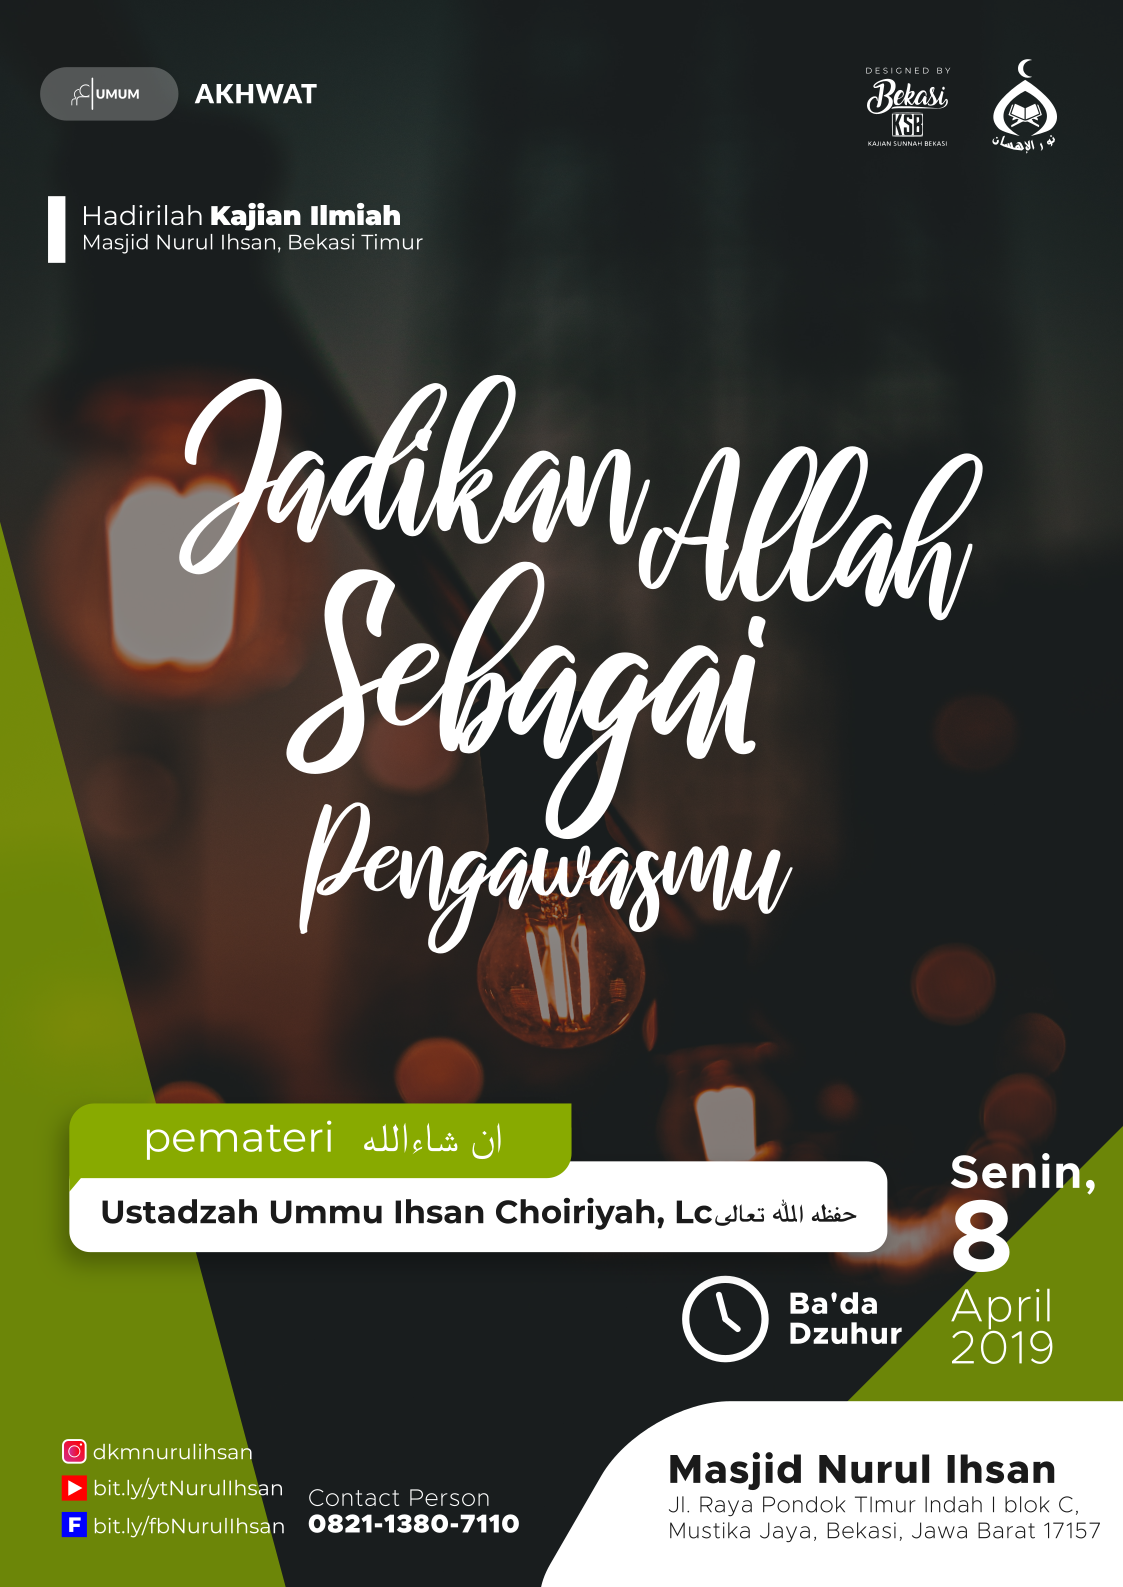 UMUM
AKHWAT
DESIGNED BY
Bekasi
KSB
KAJIAN SUNNAH BEKASI
نور الإهسان
Hadirilah Kajian Ilmiah
Masjid Nurul Ihsan, Bekasi Timur
Jadikan Allah
Sebagai
Pengawasmu
pemateri ان شاءالله
Ustadzah Ummu Ihsan Choiriyah, Lc حفظه الله تعالى
Ba'da
Dzuhur
Senin,
8
April
2019
dkmnurulihsan
bit.ly/ytNurulIhsan
bit.ly/fbNurulIhsan
Contact Person
0821-1380-7110
Masjid Nurul Ihsan
Jl. Raya Pondok TImur Indah I blok C,
Mustika Jaya, Bekasi, Jawa Barat 17157